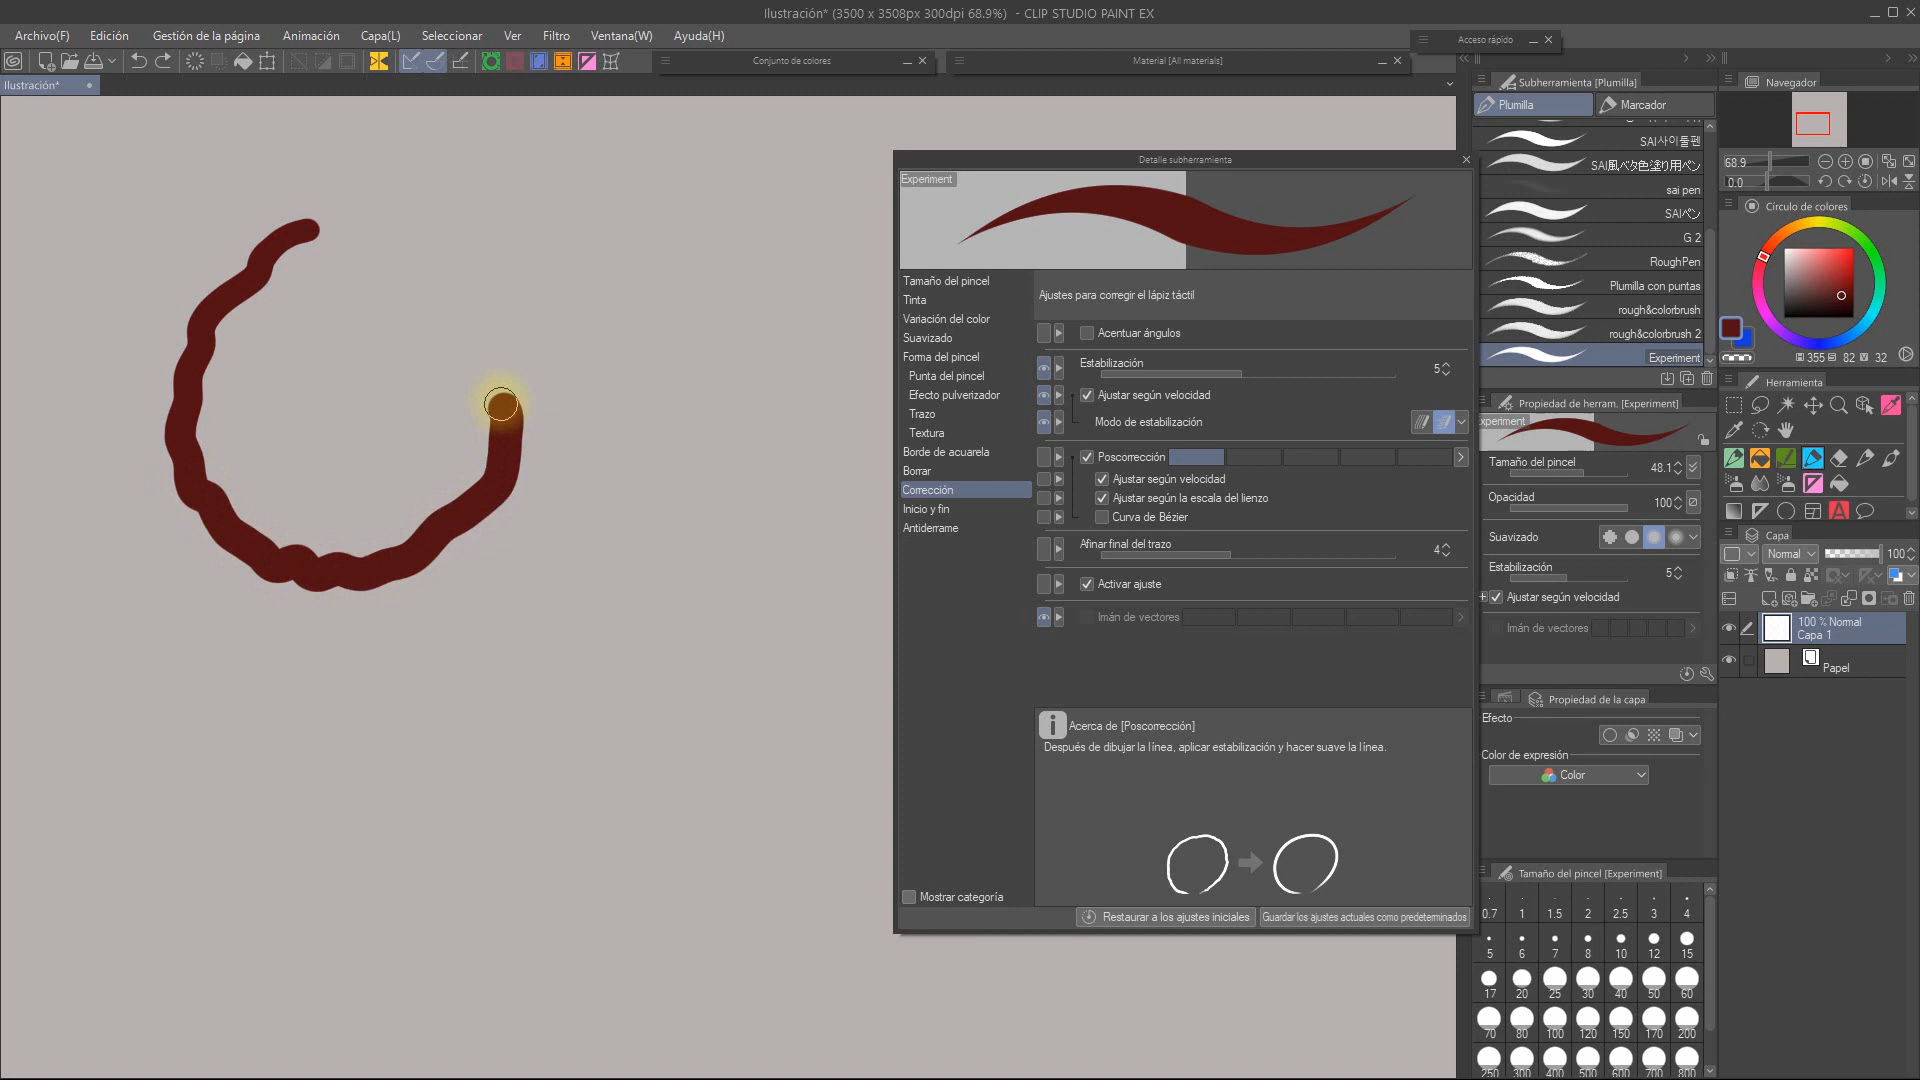 Ilustración* (3500 x 3508px 300dpi 68.9%)  - CLIP STUDIO PAINT EX
Archivo(F) Edición Gestión de la página Animación Capa(L) Seleccionar Ver Filtro Ventana(W) Ayuda(H)
Acceso rápido
Conjunto de colores
Material [All materials]
Ilustración*
Subherramienta [Plumilla]
Plumilla
Marcador
SAI사이둘펜
SAI風ベタ色塗り用ペン
sai pen
SAIペン
G 2
RoughPen
Plumilla con puntas
rough&colorbrush
rough&colorbrush 2
Experiment
Navegador
68.9
0.0
Círculo de colores
355 82 32
Detalle subherramienta
Experiment
Tamaño del pincel
Tinta
Variación del color
Suavizado
Forma del pincel
Punta del pincel
Efecto pulverizador
Trazo
Textura
Borde de acuarela
Borrar
Corrección
Inicio y fin
Antiderrame
Mostrar categoría
Ajustes para corregir el lápiz táctil
Acentuar ángulos
Estabilización 5
Ajustar según velocidad
Modo de estabilización
Poscorrección
Ajustar según velocidad
Ajustar según la escala del lienzo
Curva de Bézier
Afinar final del trazo 4
Activar ajuste
Imán de vectores
Acerca de [Poscorrección]
Después de dibujar la línea, aplicar estabilización y hacer suave la línea.
Restaurar a los ajustes iniciales
Guardar los ajustes actuales como predeterminados
Propiedad de herram. [Experiment]
xperiment
Tamaño del pincel 48.1
Opacidad 100
Suavizado
Estabilización 5
Ajustar según velocidad
Imán de vectores
Propiedad de la capa
Efecto
Color de expresión
Color
Herramienta
A
Capa
Normal 100
100 % Normal
Capa 1
Papel
Tamaño del pincel [Experiment]
0.7 1 1.5 2 2.5 3 4
5 6 7 8 10 12 15
17 20 25 30 40 50 60
70 80 100 120 150 170 200
250 300 400 500 600 700 800